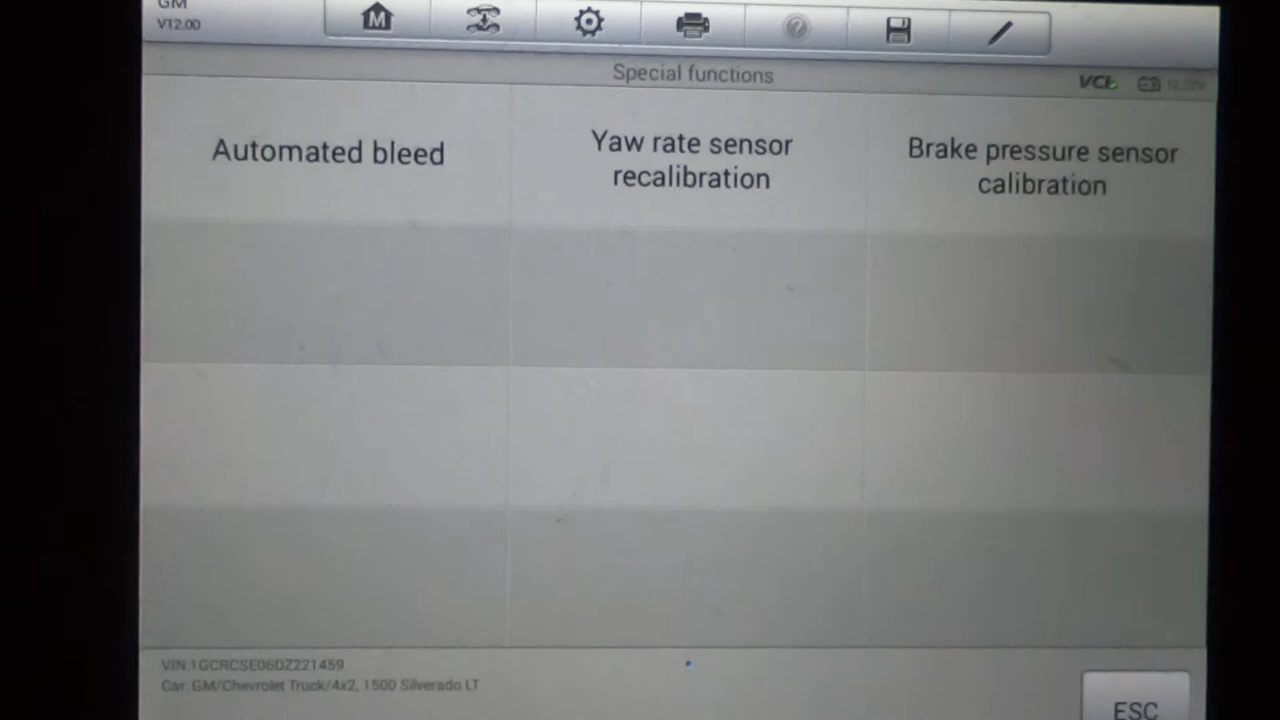 GM
V12.00
M
?
Special functions
VCI
Automated bleed
Yaw rate sensor
recalibration
Brake pressure sensor
calibration
VIN:1GCRCSE06DZ221459
Car: GM/Chevrolet Truck/4x2, 1500 Silverado LT
ESC